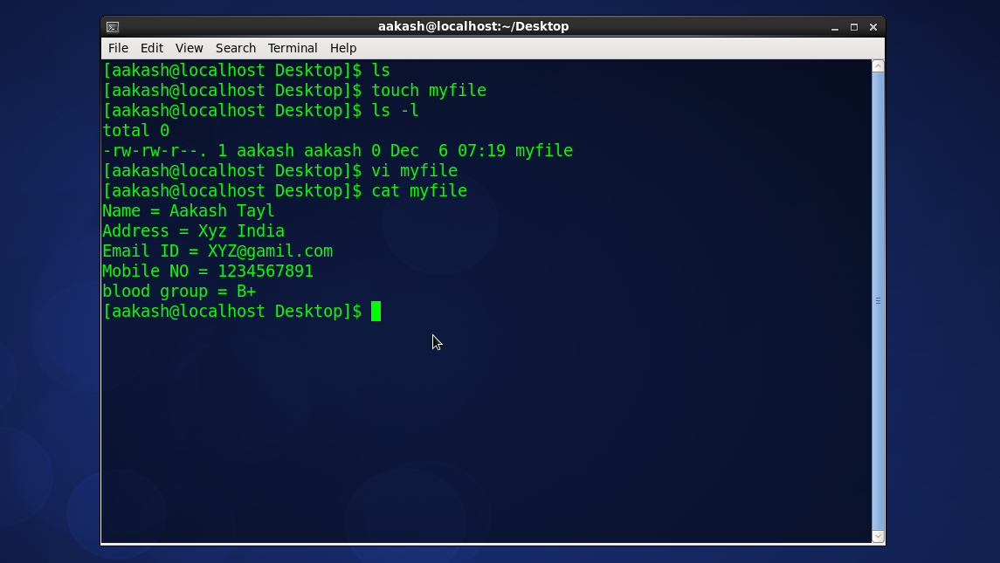 aakash@localhost:~/Desktop
File Edit View Search Terminal Help
[aakash@localhost Desktop]$ ls
[aakash@localhost Desktop]$ touch myfile
[aakash@localhost Desktop]$ ls -l
total 0
-rw-rw-r--. 1 aakash aakash 0 Dec  6 07:19 myfile
[aakash@localhost Desktop]$ vi myfile
[aakash@localhost Desktop]$ cat myfile
Name = Aakash Tayl
Address = Xyz India
Email ID = XYZ@gamil.com
Mobile NO = 1234567891
blood group = B+
[aakash@localhost Desktop]$